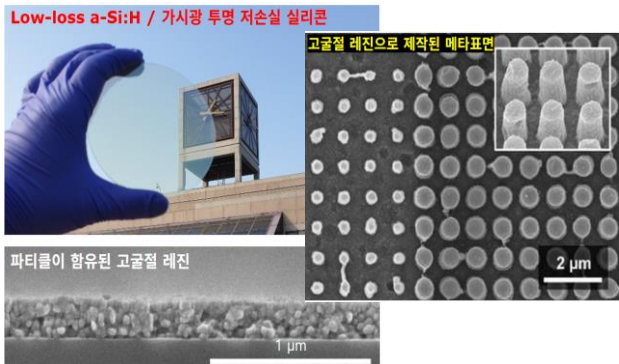 Low-loss a-Si:H / 가시광 투명 저손실 실리콘
고굴절 레진으로 제작된 메타표면
2 μm
파티클이 함유된 고굴절 레진
1 μm